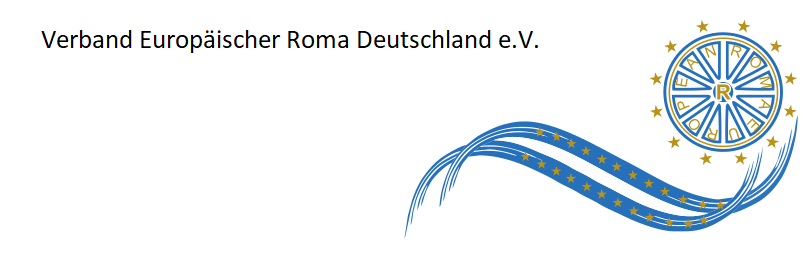 Verband Europäischer Roma Deutschland e.V.
EUROPEAN ROMA
R